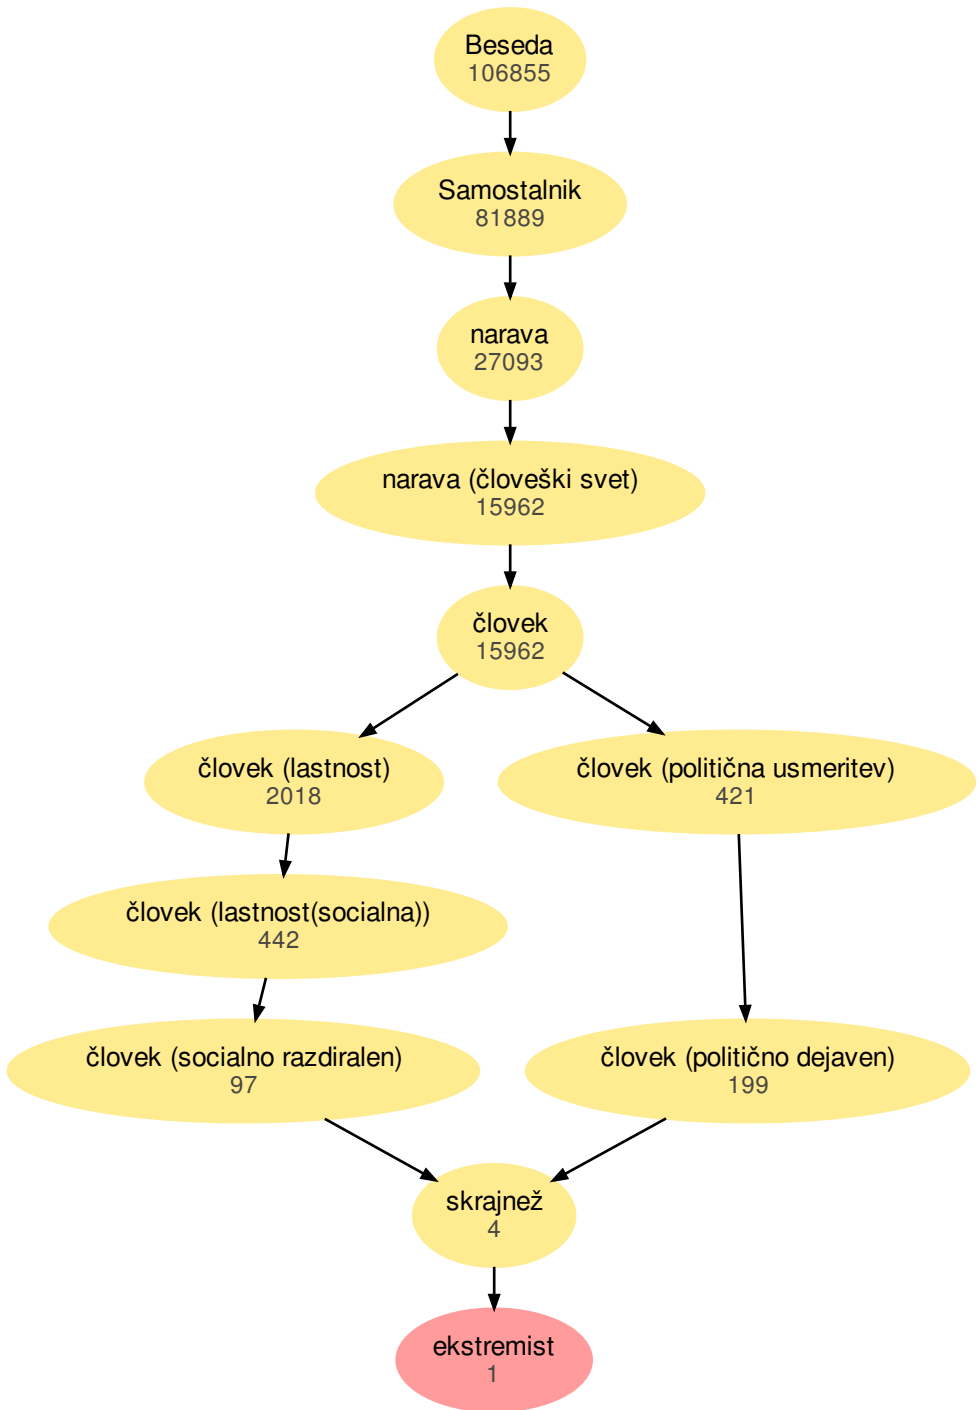 Beseda
106855
Samostalnik
81889
narava
27093
narava (človeški svet)
15962
človek
15962
človek (lastnost)
2018
človek (politična usmeritev)
421
človek (lastnost(socialna))
442
človek (socialno razdiralen)
97
človek (politično dejaven)
199
skrajnež
4
ekstremist
1